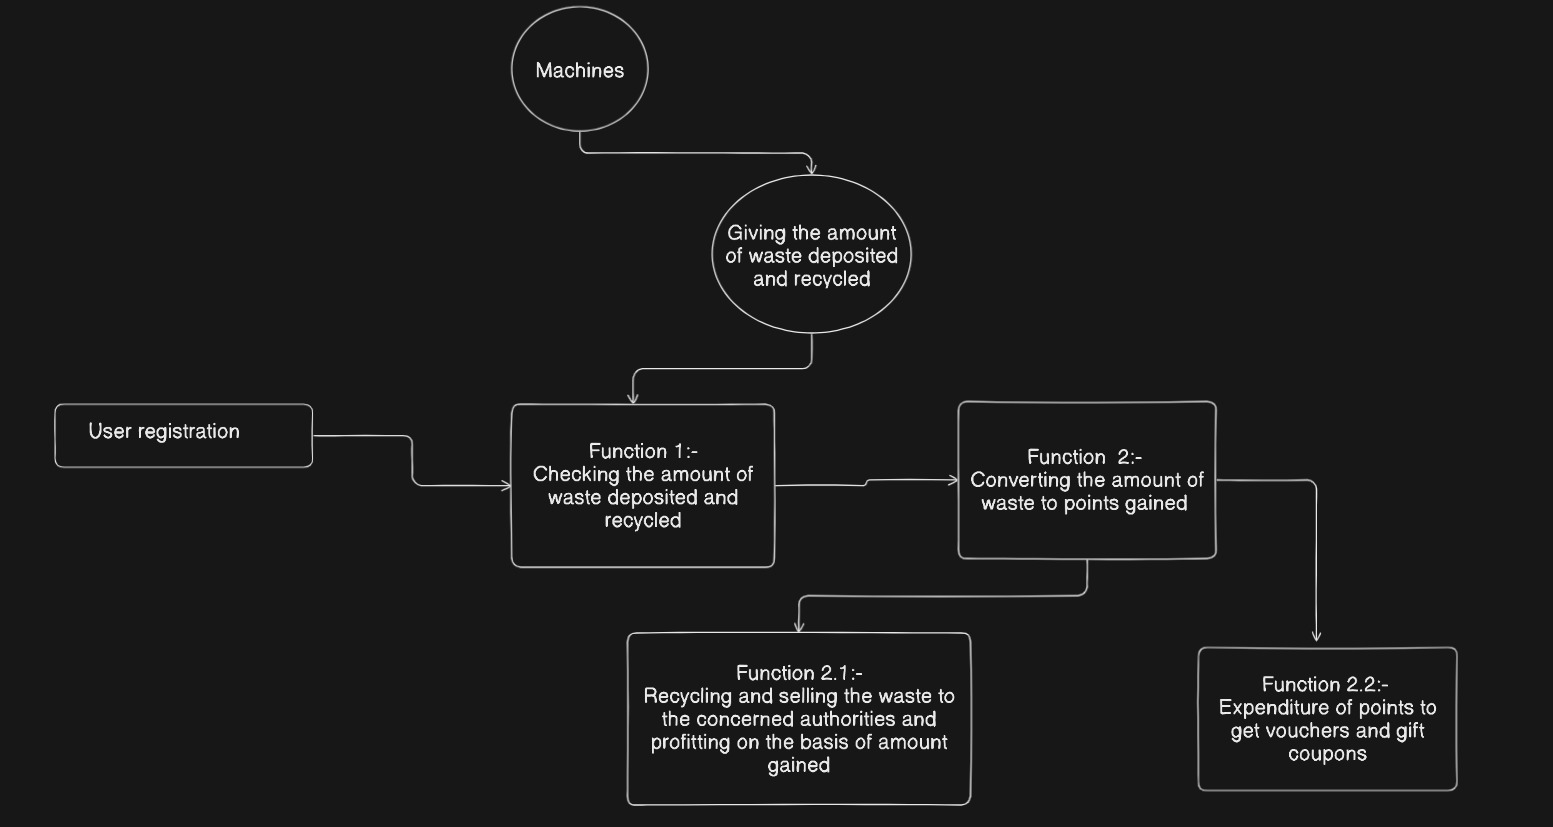 Machines
Giving the amount
of waste deposited
and recycled
User registration
Function 1:-
Checking the amount of
waste deposited and
recycled
Function  2:-
Converting the amount of
waste to points gained
Function 2.1:-
Recycling and selling the waste to
the concerned authorities and
profitting on the basis of amount
gained
Function 2.2:-
Expenditure of points to
get vouchers and gift
coupons